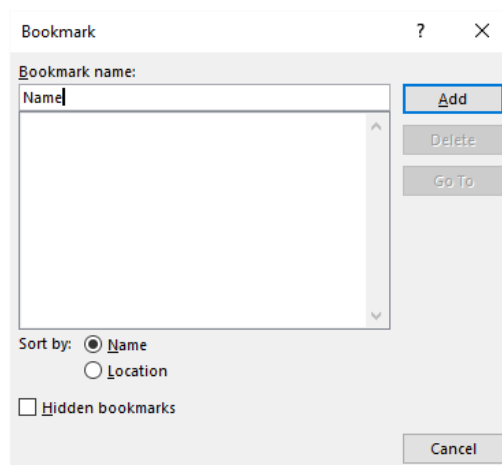 Bookmark ?
Bookmark name:
Name
Add
Delete
Go To
Sort by: Name
Location
Hidden bookmarks
Cancel